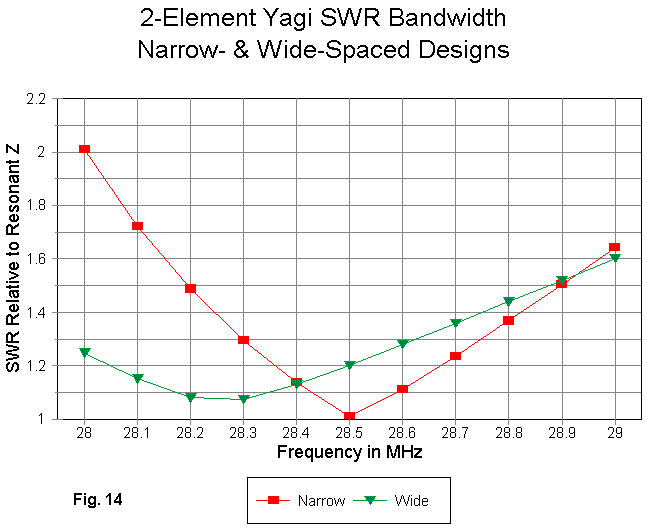 2-Element Yagi SWR Bandwidth
Narrow- & Wide-Spaced Designs
SWR Relative to Resonant Z
2.2
2
1.8
1.6
1.4
1.2
1
28 28.1 28.2 28.3 28.4 28.5 28.6 28.7 28.8 28.9 29
Frequency in MHz
Fig. 14
Narrow Wide